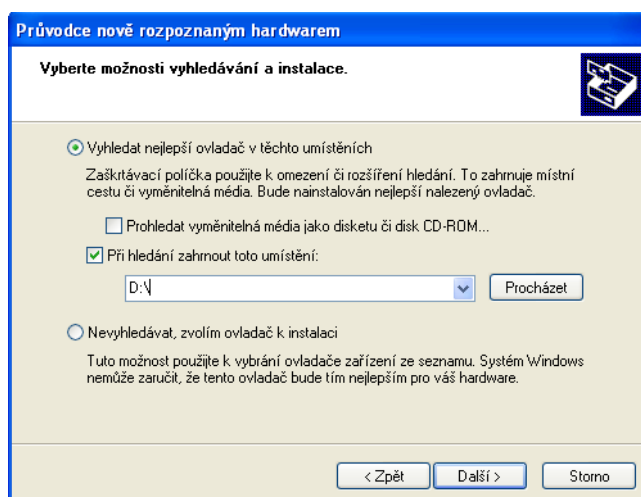 Průvodce nově rozpoznaným hardwarem
Vyberte možnosti vyhledávání a instalace.
Vyhledat nejlepší ovladač v těchto umístěních
Zaškrtávací políčka použijte k omezení či rozšíření hledání. To zahrnuje místní
cestu či vyměnitelná média. Bude nainstalován nejlepší nalezený ovladač.
Prohledat vyměnitelná média jako disketu či disk CD-ROM...
Při hledání zahrnout toto umístění:
D:\
Procházet
Nevyhledávat, zvolím ovladač k instalaci
Tuto možnost použijte k vybrání ovladače zařízení ze seznamu. Systém Windows
nemůže zaručit, že tento ovladač bude tím nejlepším pro váš hardware.
< Zpět Další > Storno